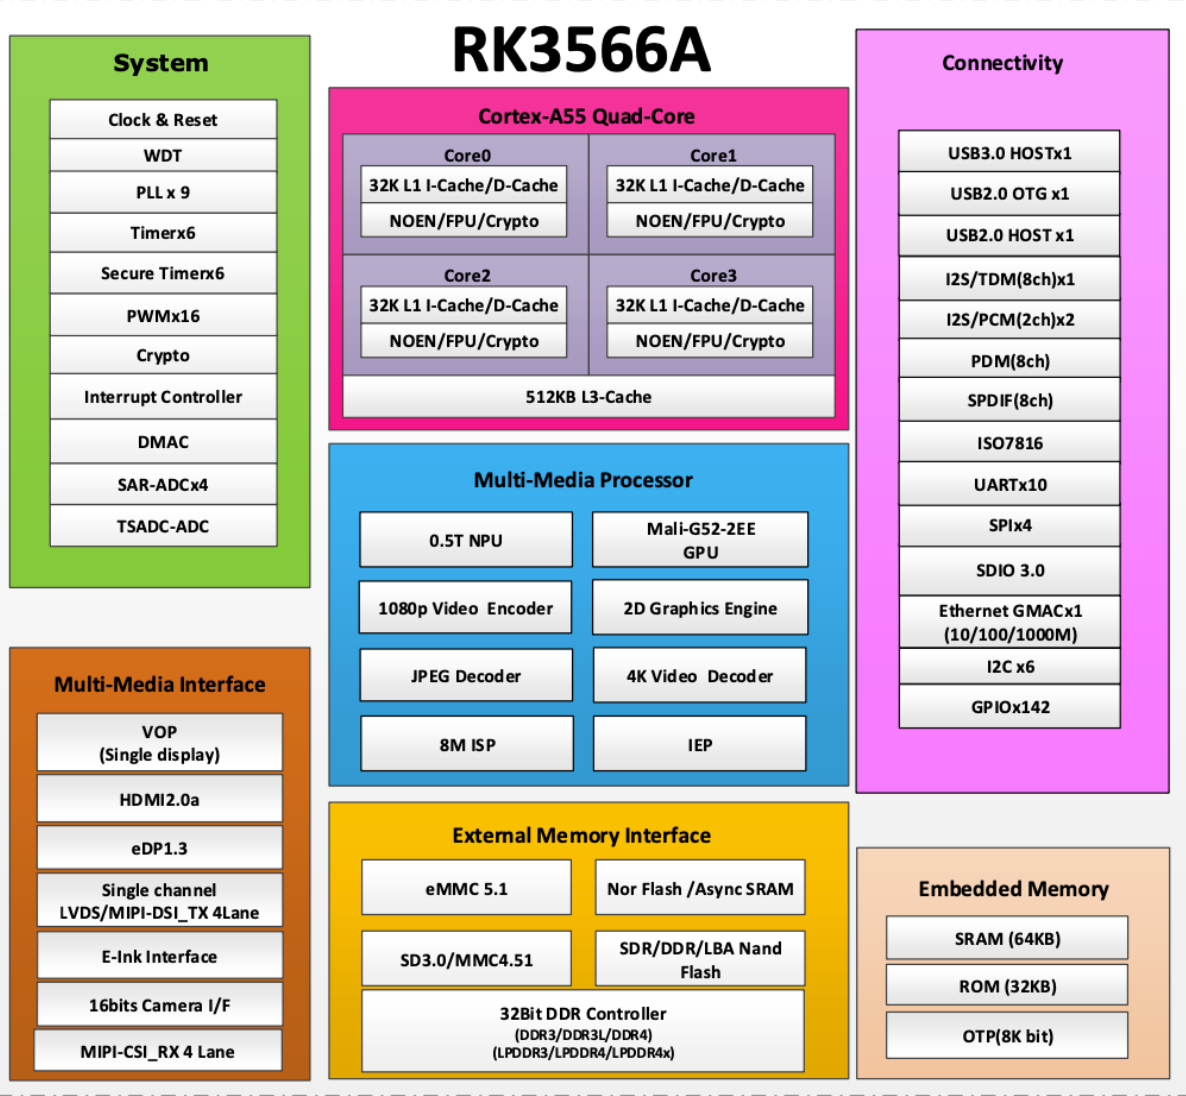 RK3566A
System
Clock & Reset
WDT
PLL x 9
Timerx6
Secure Timerx6
PWMx16
Crypto
Interrupt Controller
DMAC
SAR-ADCx4
TSADC-ADC
Multi-Media Interface
VOP
(Single display)
HDMI2.0a
eDP1.3
Single channel
LVDS/MIPI-DSI_TX 4Lane
E-Ink Interface
16bits Camera I/F
MIPI-CSI_RX 4 Lane
Cortex-A55 Quad-Core
Core0
32K L1 I-Cache/D-Cache
NOEN/FPU/Crypto
Core1
32K L1 I-Cache/D-Cache
NOEN/FPU/Crypto
Core2
32K L1 I-Cache/D-Cache
NOEN/FPU/Crypto
Core3
32K L1 I-Cache/D-Cache
NOEN/FPU/Crypto
512KB L3-Cache
Multi-Media Processor
0.5T NPU
Mali-G52-2EE
GPU
1080p Video Encoder
2D Graphics Engine
JPEG Decoder
4K Video Decoder
8M ISP
IEP
External Memory Interface
eMMC 5.1
Nor Flash /Async SRAM
SD3.0/MMC4.51
SDR/DDR/LBA Nand
Flash
32Bit DDR Controller
(DDR3/DDR3L/DDR4)
(LPDDR3/LPDDR4/LPDDR4x)
Connectivity
USB3.0 HOSTx1
USB2.0 OTG x1
USB2.0 HOST x1
I2S/TDM(8ch)x1
I2S/PCM(2ch)x2
PDM(8ch)
SPDIF(8ch)
ISO7816
UARTx10
SPIx4
SDIO 3.0
Ethernet GMACx1
(10/100/1000M)
I2C x6
GPIOx142
Embedded Memory
SRAM (64KB)
ROM (32KB)
OTP(8K bit)